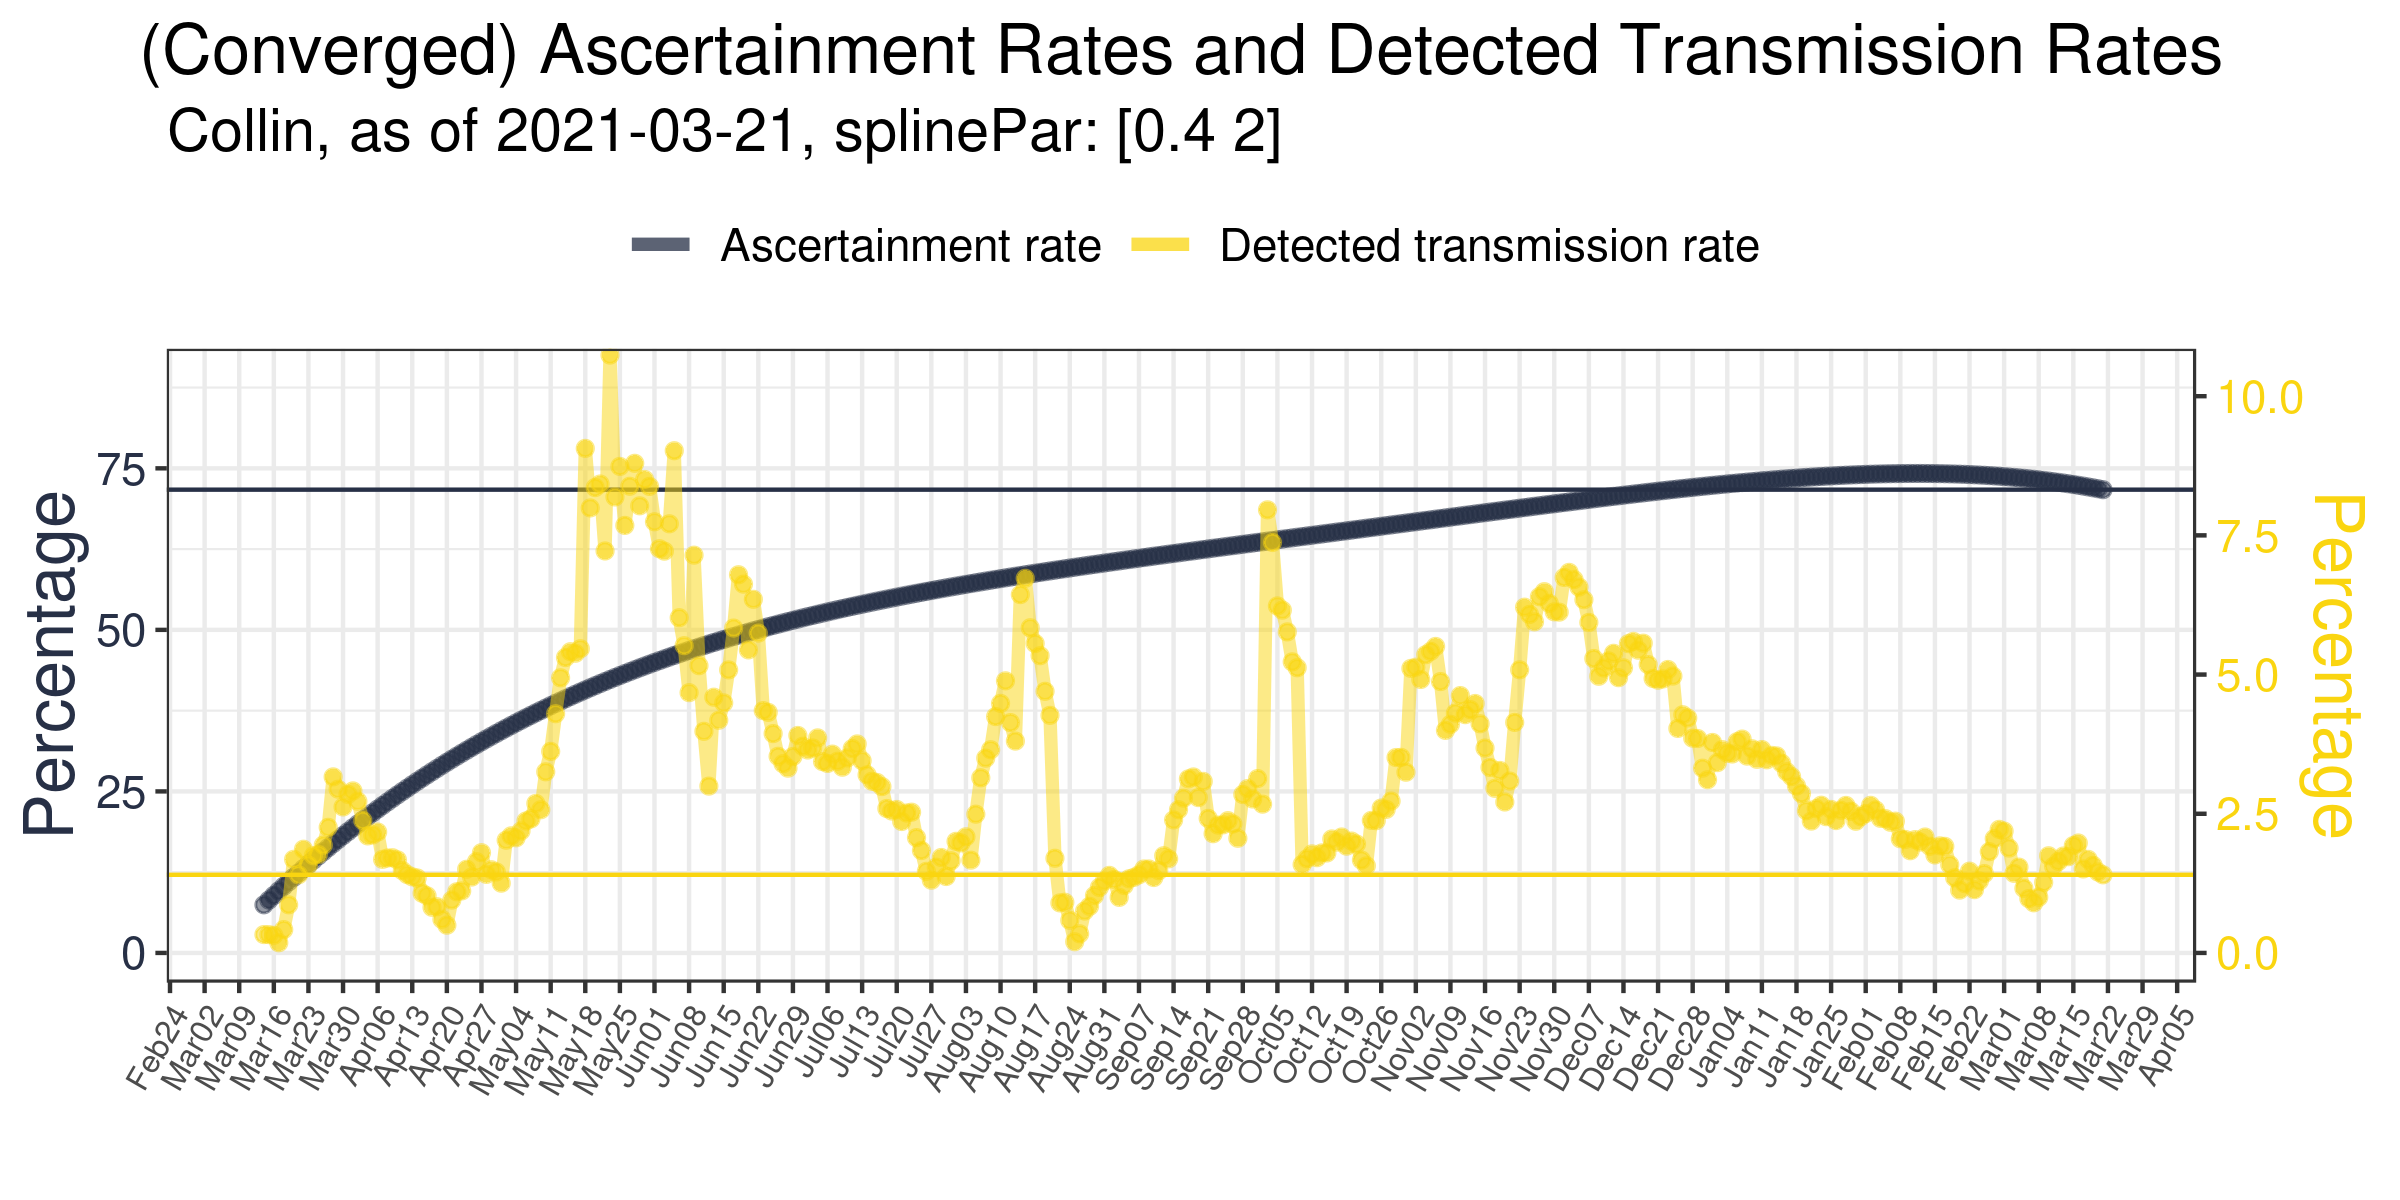 (Converged) Ascertainment Rates and Detected Transmission Rates
Collin, as of 2021-03-21, splinePar: [0.4 2]
Ascertainment rate
Detected transmission rate
Percentage
75
50
25
0
10.0
7.5
5.0
2.5
0.0
Percentage
Feb24
Mar02
Mar09
Mar16
Mar23
Mar30
Apr06
Apr13
Apr20
Apr27
May04
May11
May18
May25
Jun01
Jun08
Jun15
Jun22
Jun29
Jul06
Jul13
Jul20
Jul27
Aug03
Aug10
Aug17
Aug24
Aug31
Sep07
Sep14
Sep21
Sep28
Oct05
Oct12
Oct19
Oct26
Nov02
Nov09
Nov16
Nov23
Nov30
Dec07
Dec14
Dec21
Dec28
Jan04
Jan11
Jan18
Jan25
Feb01
Feb08
Feb15
Feb22
Mar01
Mar08
Mar15
Mar22
Mar29
Apr05